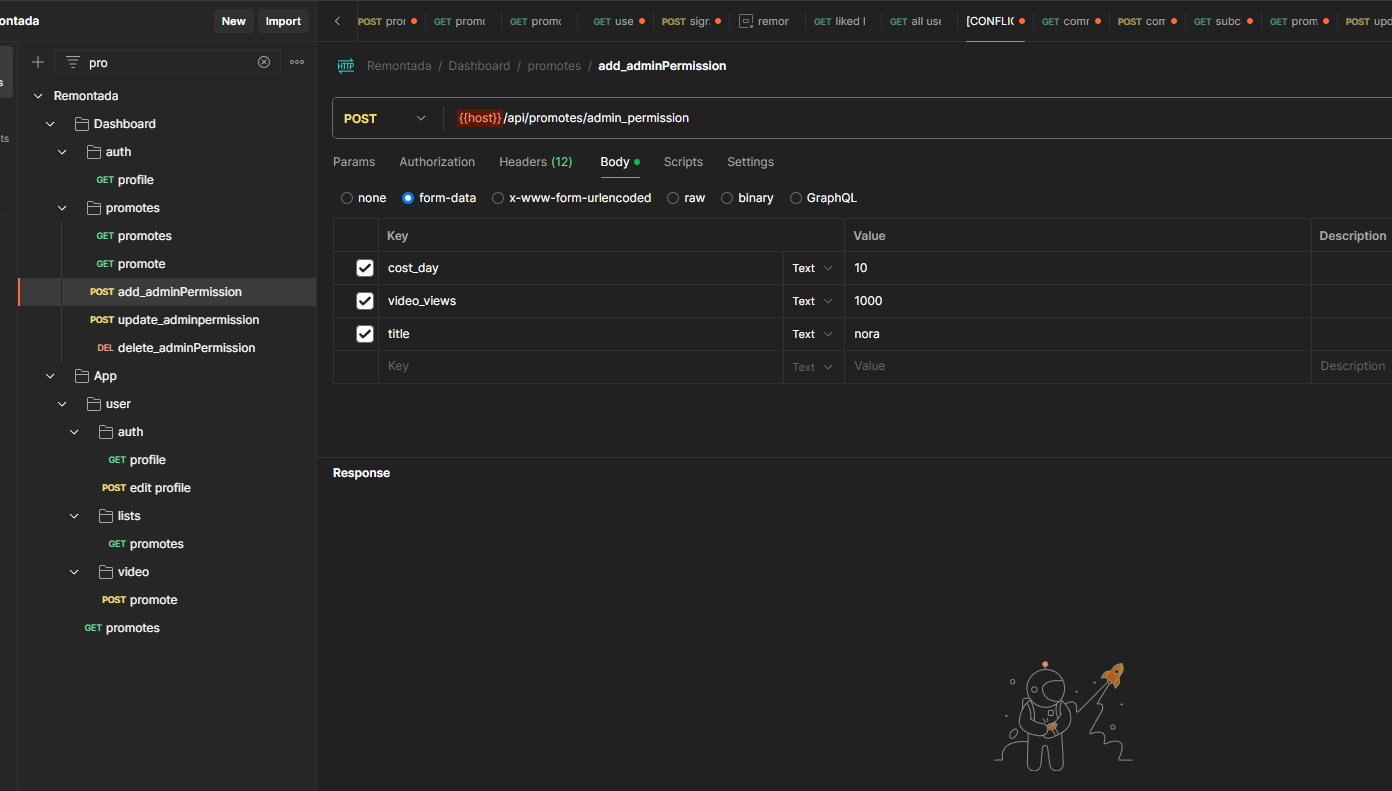 ontada New Import
POST pro GET promo GET promo GET use POST sign remon GET liked l GET all use [CONFLIC GET comr POST com GET subc GET prom POST upd
pro
s
ts
Remontada
Dashboard
auth
GET profile
promotes
GET promotes
GET promote
POST add_adminPermission
POST update_adminpermission
DEL delete_adminPermission
App
user
auth
GET profile
POST edit profile
lists
GET promotes
video
POST promote
GET promotes
HTTP Remontada / Dashboard / promotes / add_adminPermission
POST {{host}}/api/promotes/admin_permission
Params Authorization Headers (12) Body Scripts Settings
none form-data x-www-form-urlencoded raw binary GraphQL
Key Value Description
cost_day Text 10
video_views Text 1000
title Text nora
Key Text Value Description
Response